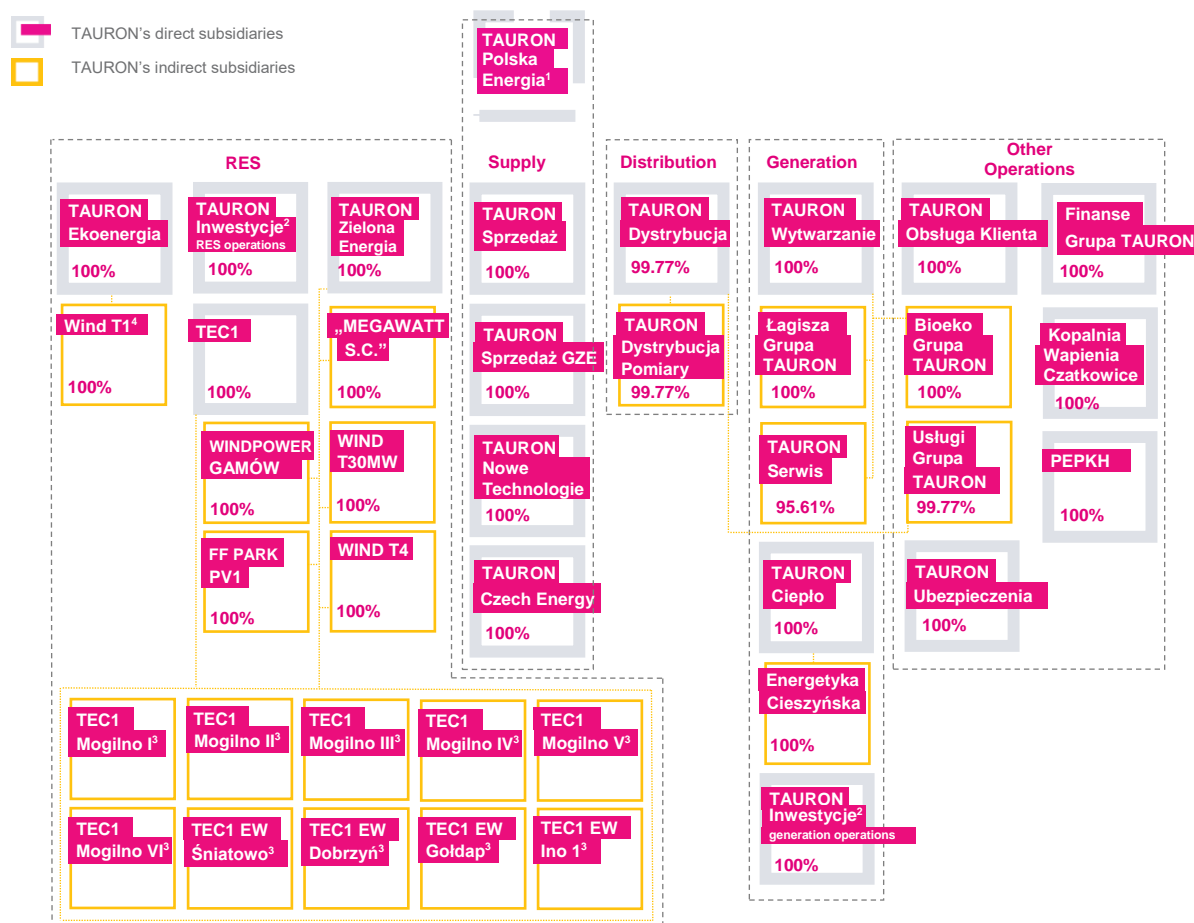 TAURON's direct subsidiaries
TAURON's indirect subsidiaries
TAURON
Polska
Energia¹
RES
TAURON
Ekoenergia
100%
TAURON
Inwestycje²
RES operations
100%
TAURON
Zielona
Energia
100%
Wind T1⁴
100%
TEC1
100%
„MEGAWATT
S.C.”
100%
WINDPOWER
GAMÓW
100%
WIND
T30MW
100%
FF PARK
PV1
100%
WIND T4
100%
TEC1
Mogilno I³
TEC1
Mogilno II³
TEC1
Mogilno III³
TEC1
Mogilno IV³
TEC1
Mogilno V³
TEC1
Mogilno VI³
TEC1 EW
Śniatowo³
TEC1 EW
Dobrzyń³
TEC1 EW
Gołdap³
TEC1 EW
Ino 1³
Supply
TAURON
Sprzedaż
100%
TAURON
Sprzedaż GZE
100%
TAURON
Nowe
Technologie
100%
TAURON
Czech Energy
100%
Distribution
TAURON
Dystrybucja
99.77%
TAURON
Dystrybucja
Pomiary
99.77%
Generation
TAURON
Wytwarzanie
100%
Łagisza
Grupa
TAURON
100%
TAURON
Serwis
95.61%
TAURON
Ciepło
100%
Energetyka
Cieszyńska
100%
TAURON
Inwestycje²
generation operations
100%
Other
Operations
TAURON
Obsługa Klienta
100%
Finanse
Grupa TAURON
100%
Bioeko
Grupa
TAURON
100%
Kopalnia
Wapienia
Czatkowice
100%
Usługi
Grupa
TAURON
99.77%
PEPKH
100%
TAURON
Ubezpieczenia
100%